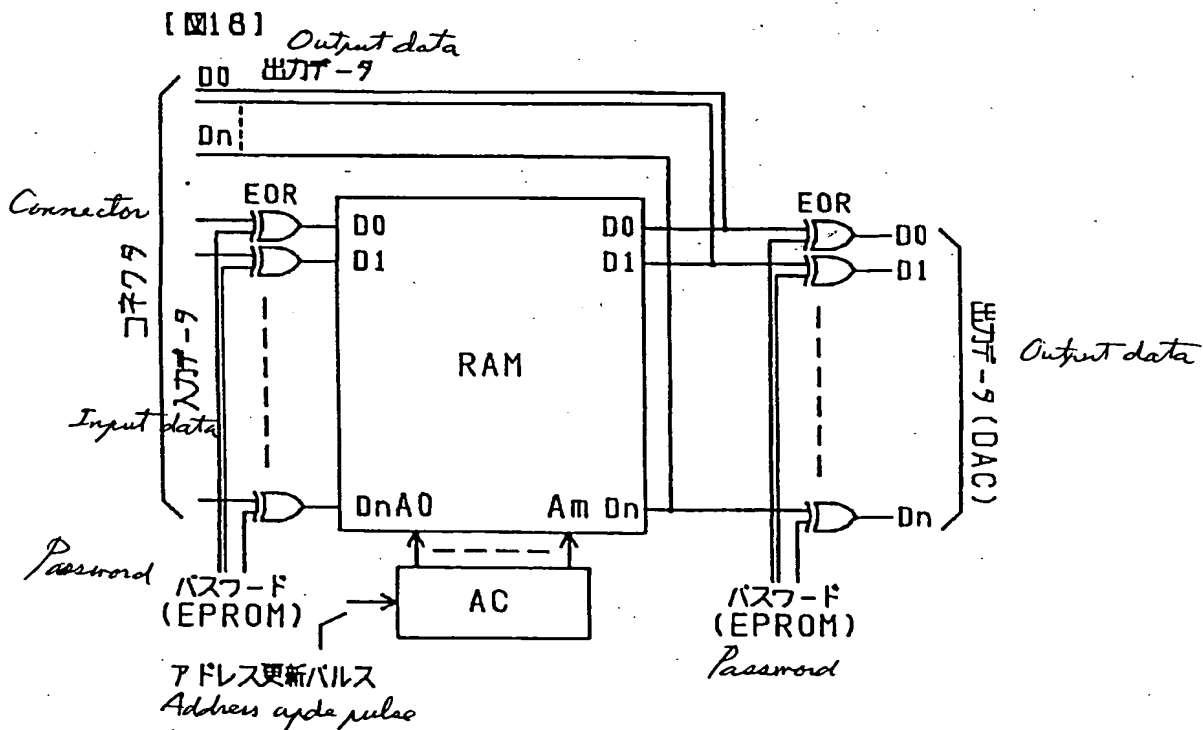 [図18]
Output data
出力データ
D0
Dn
Connector
コネクタ
入力データ
Input data
EOR
D0
D1
DnA0
RAM
Am Dn
D0
D1
EOR
D0
D1
Dn
出力データ(DAC)
Output data
Password
パスワード
(EPROM)
AC
パスワード
(EPROM)
Password
アドレス更新パルス
Address upde pulse